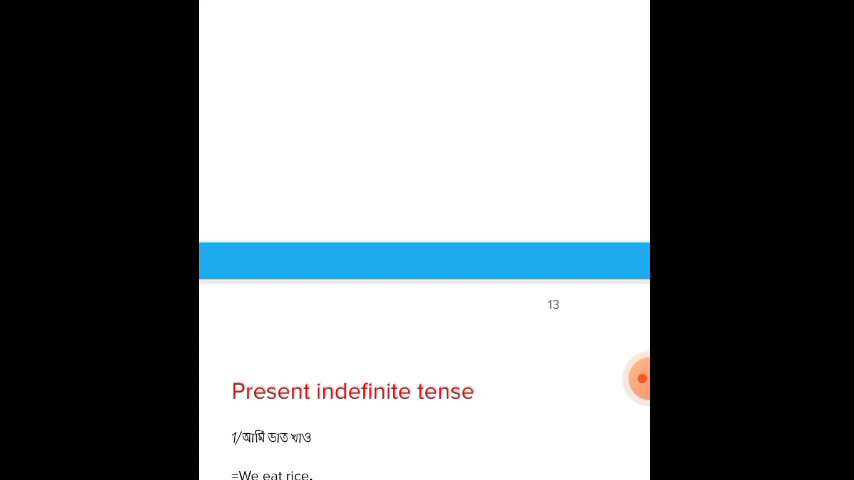 13
Present indefinite tense
1/আমি ভাত খাও
=We eat rice.